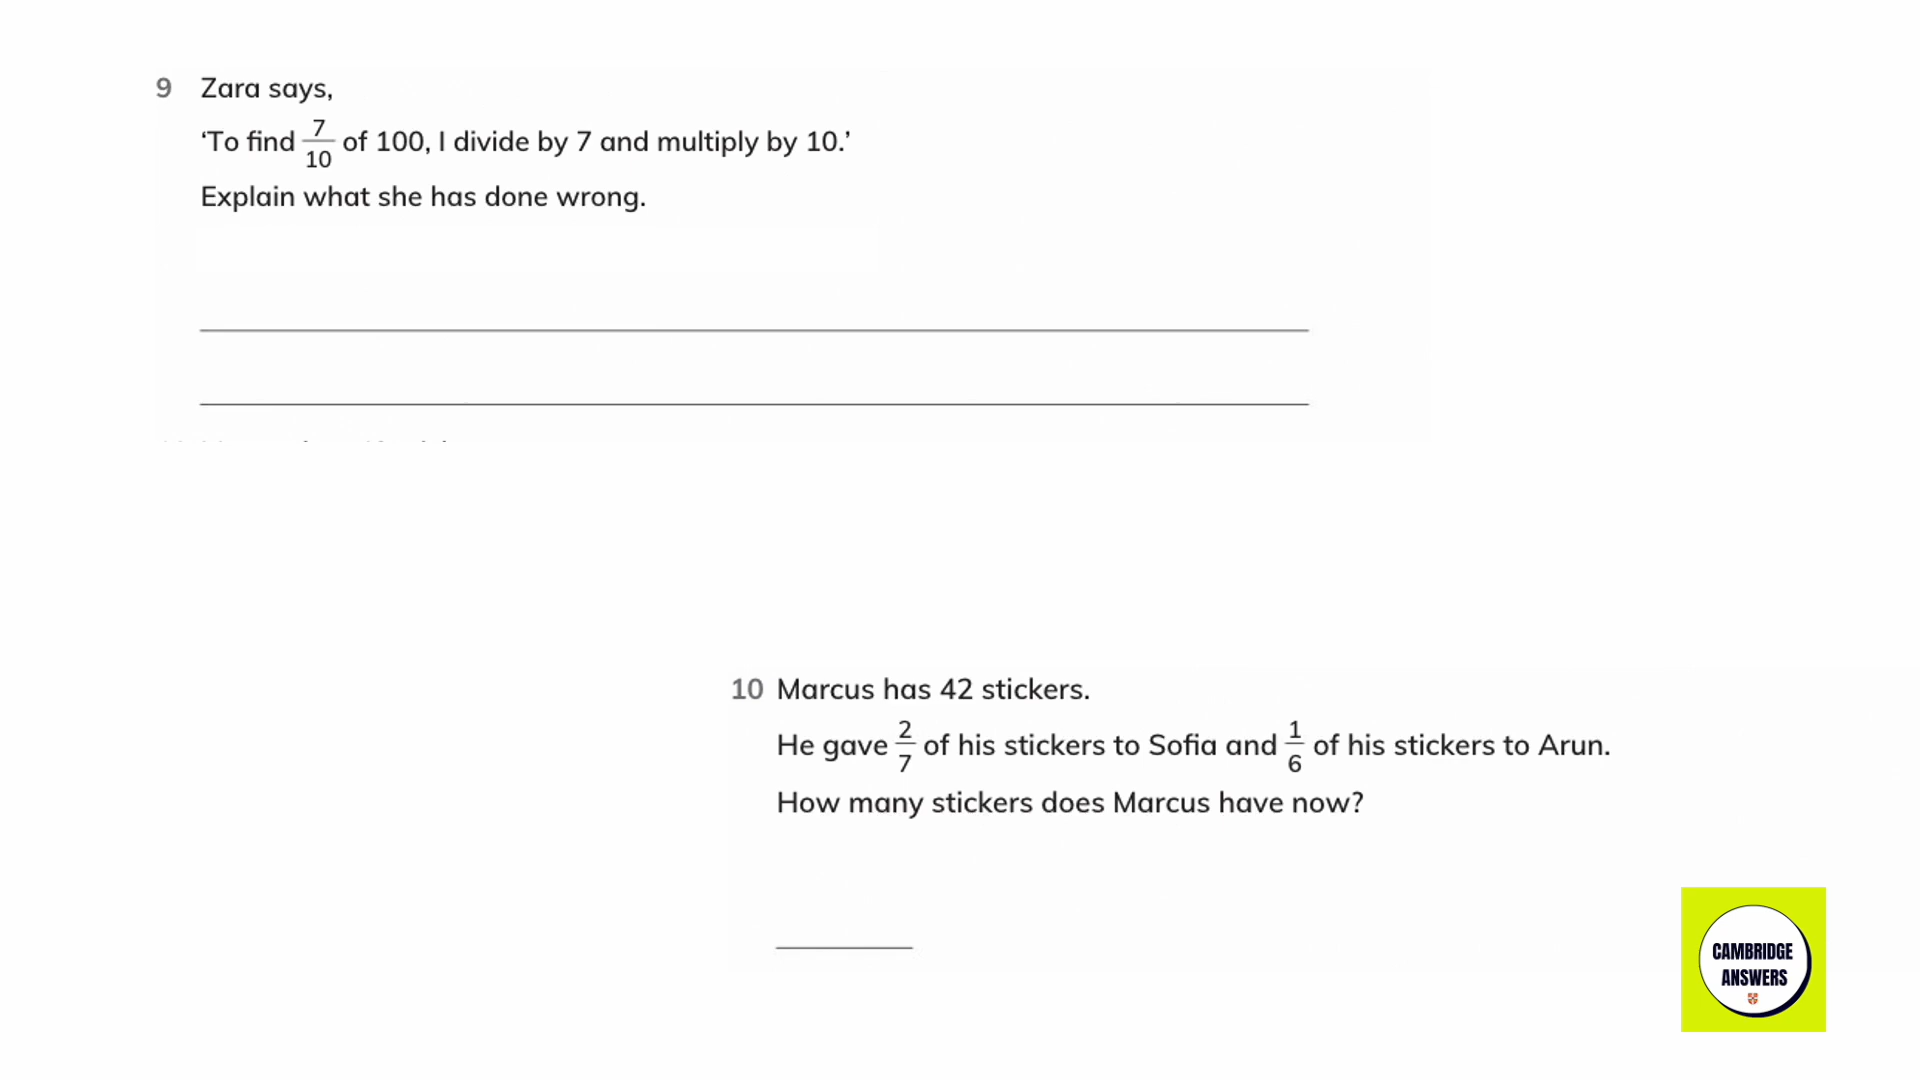 9 Zara says,
‘To find 7/10 of 100, I divide by 7 and multiply by 10.’
Explain what she has done wrong.
10 Marcus has 42 stickers.
He gave 2/7 of his stickers to Sofia and 1/6 of his stickers to Arun.
How many stickers does Marcus have now?
CAMBRIDGE
ANSWERS